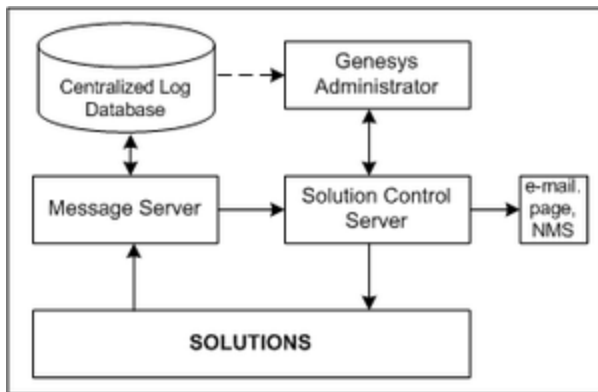 Centralized Log
Database
Genesys
Administrator
Message Server
Solution Control
Server
e-mail.
page,
NMS
SOLUTIONS